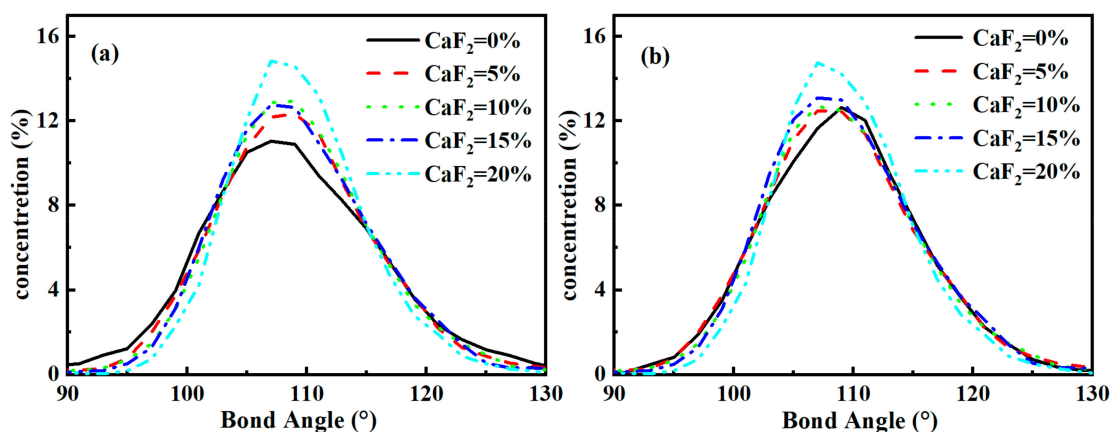 (a)
CaF₂=0%
CaF₂=5%
CaF₂=10%
CaF₂=15%
CaF₂=20%
concentretion (%)
16
12
8
4
0
90 100 110 120 130
Bond Angle (°)
(b)
CaF₂=0%
CaF₂=5%
CaF₂=10%
CaF₂=15%
CaF₂=20%
concentretion (%)
16
12
8
4
0
90 100 110 120 130
Bond Angle (°)